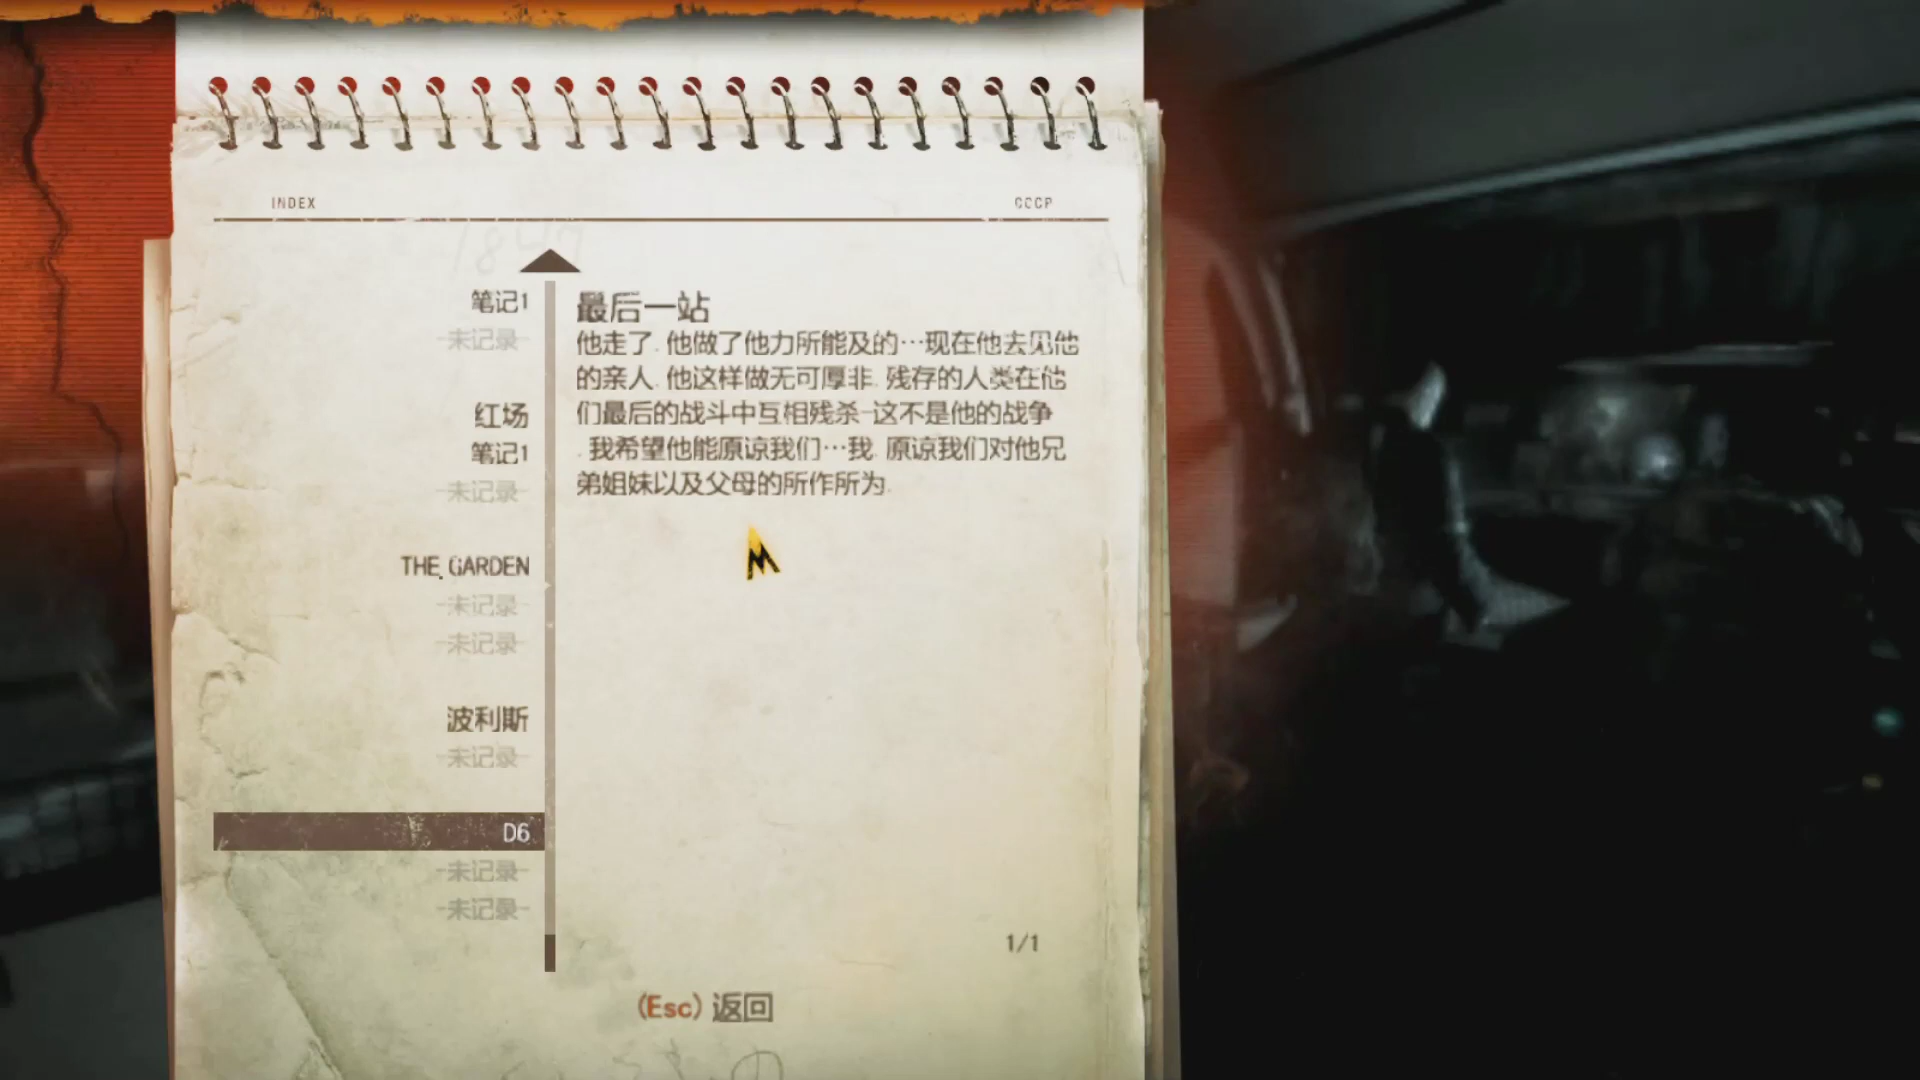 INDEX
CCCP
笔记1
-未记录-
红场
笔记1
-未记录-
THE GARDEN
-未记录-
-未记录-
波利斯
-未记录-
D6
-未记录-
-未记录-
最后一站
他走了.他做了他力所能及的…现在他去见他
的亲人.他这样做无可厚非.残存的人类在他
们最后的战斗中互相残杀-这不是他的战争
.我希望他能原谅我们…我.原谅我们对他兄
弟姐妹以及父母的所作所为.
1/1
(Esc) 返回